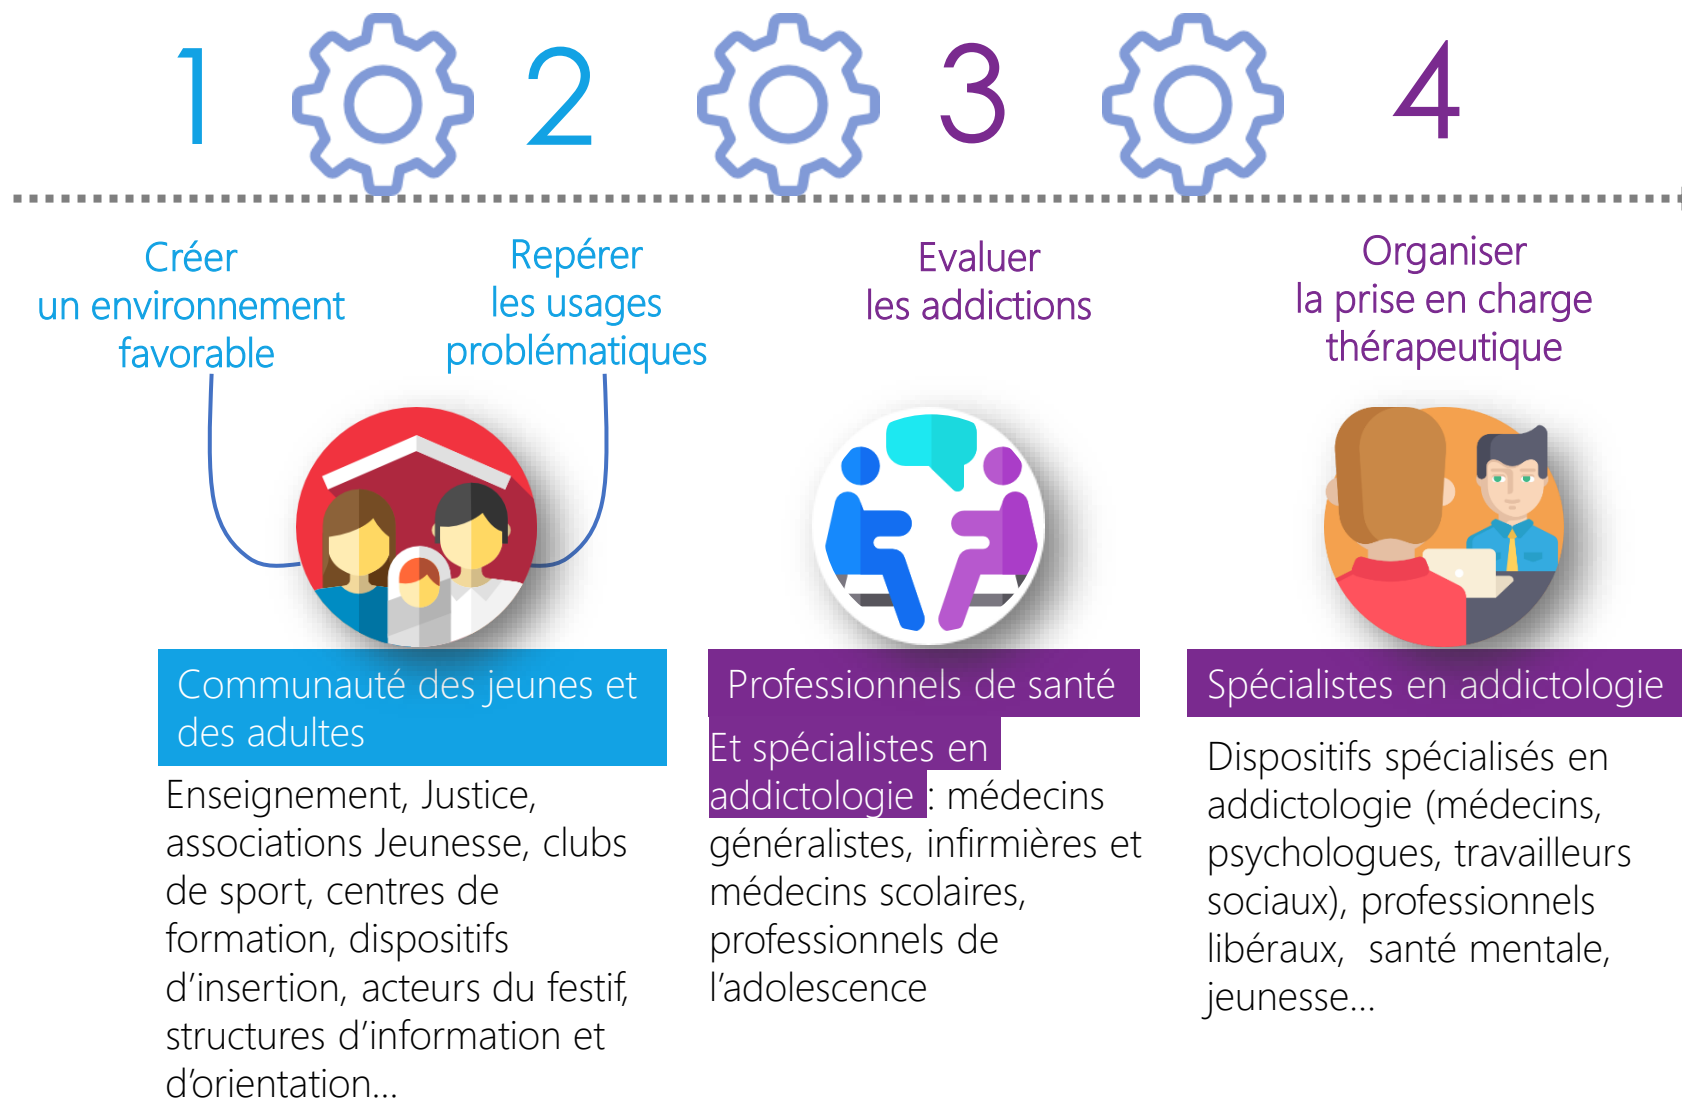 1
2
3
4
Créer
un environnement
favorable
Repérer
les usages
problématiques
Evaluer
les addictions
Organiser
la prise en charge
thérapeutique
Communauté des jeunes et
des adultes
Enseignement, Justice,
associations Jeunesse, clubs
de sport, centres de
formation, dispositifs
d’insertion, acteurs du festif,
structures d’information et
d’orientation...
Professionnels de santé
Et spécialistes en
addictologie : médecins
généralistes, infirmières et
médecins scolaires,
professionnels de
l’adolescence
Spécialistes en addictologie
Dispositifs spécialisés en
addictologie (médecins,
psychologues, travailleurs
sociaux), professionnels
libéraux,  santé mentale,
jeunesse...